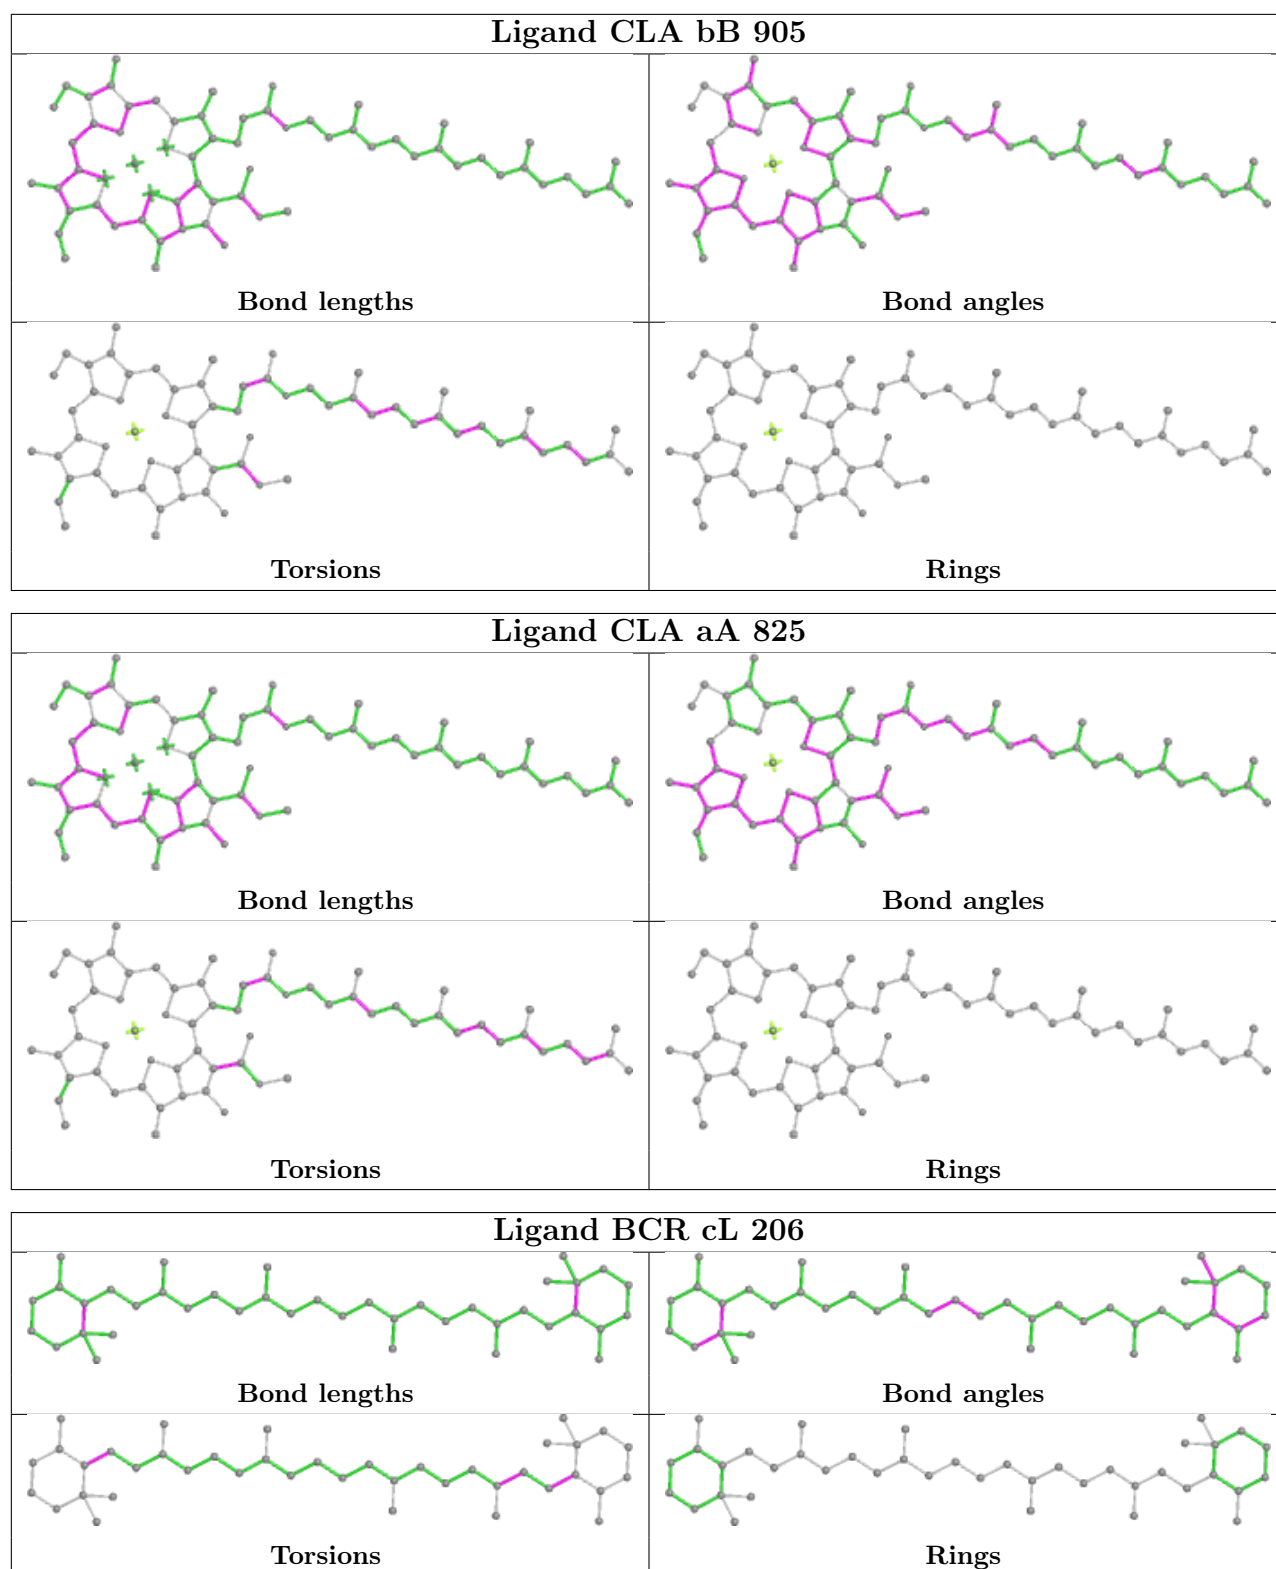 Ligand CLA bB 905
Bond lengths
Bond angles
Torsions
Rings
Ligand CLA aA 825
Bond lengths
Bond angles
Torsions
Rings
Ligand BCR cL 206
Bond lengths
Bond angles
Torsions
Rings